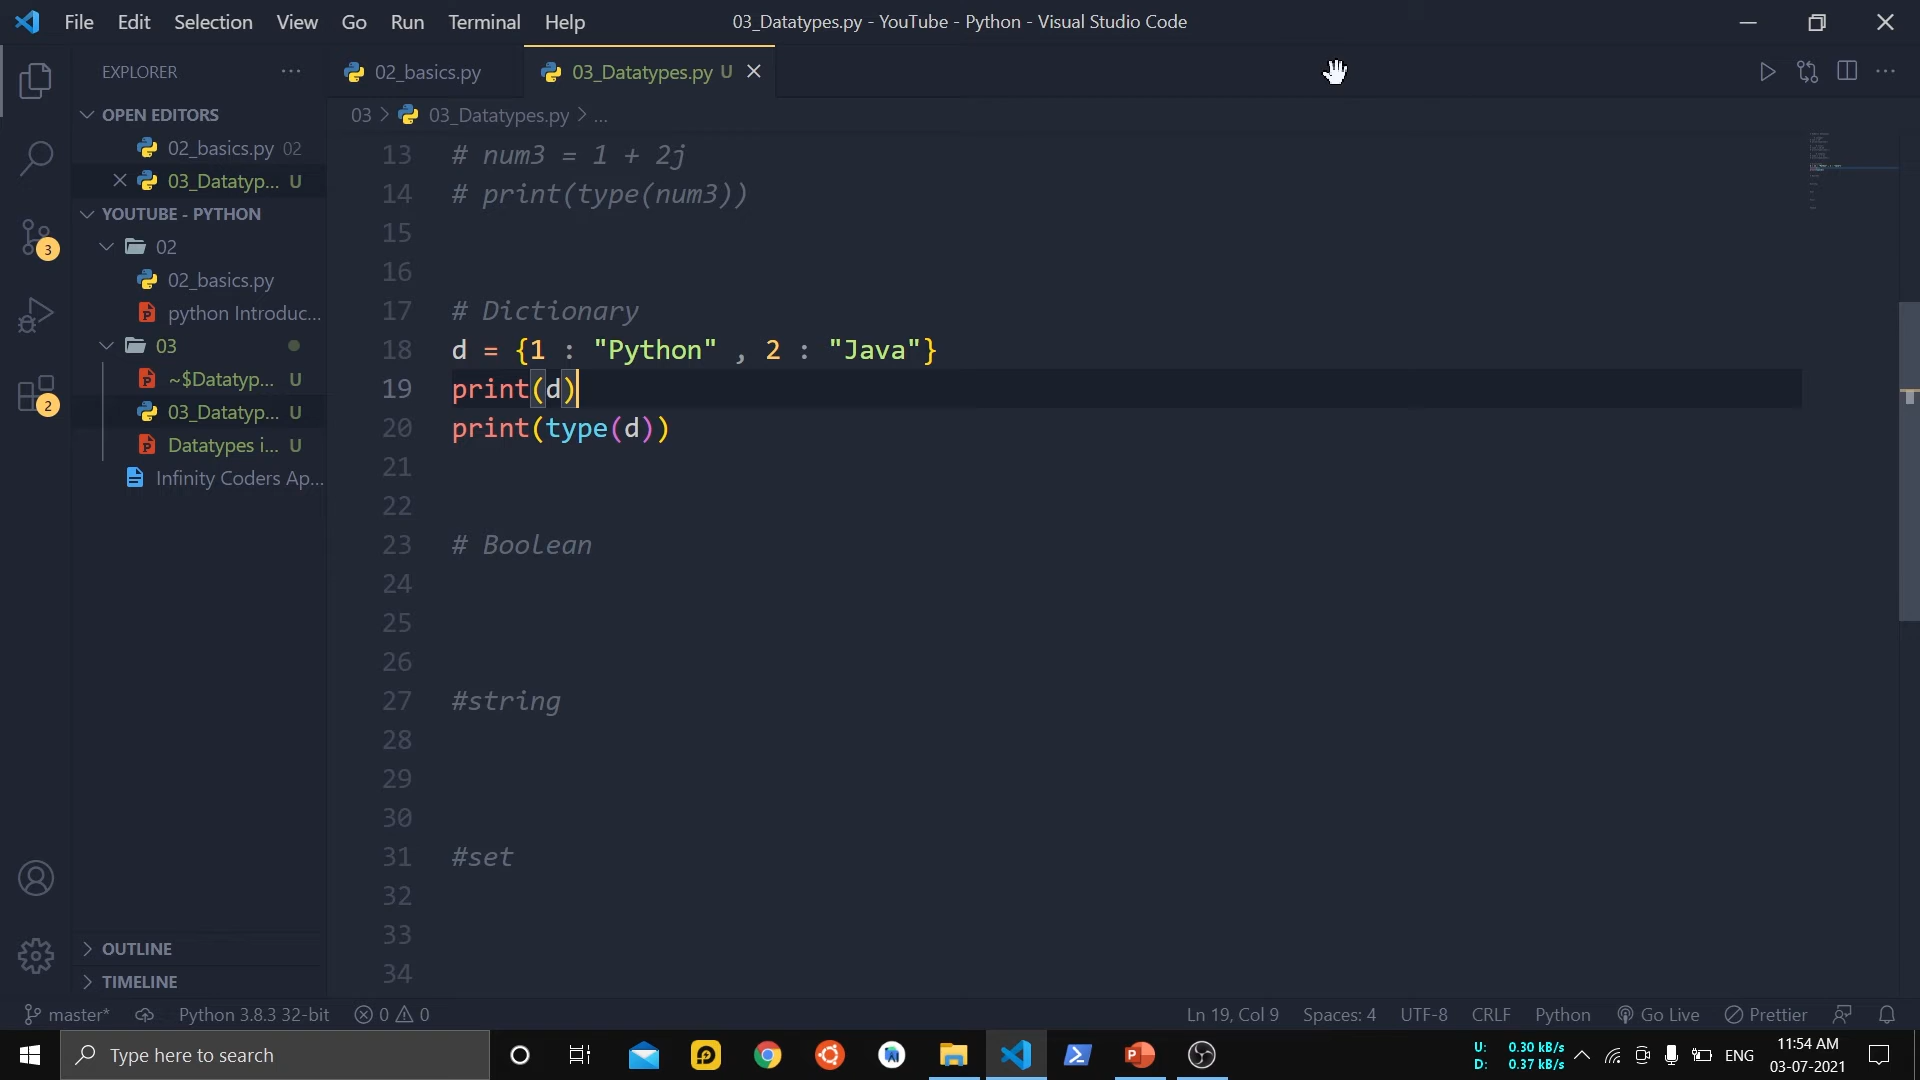 File Edit Selection View Go Run Terminal Help
03_Datatypes.py - YouTube - Python - Visual Studio Code
EXPLORER
02_basics.py
03_Datatypes.py U
OPEN EDITORS
02_basics.py 02
03_Datatyp... U
YOUTUBE - PYTHON
02
02_basics.py
python Introduc...
03
~$Datatyp... U
03_Datatyp... U
Datatypes i... U
Infinity Coders Ap...
OUTLINE
TIMELINE
3
2
03 > 03_Datatypes.py > ...
13 # num3 = 1 + 2j
14 # print(type(num3))
15
16
17 # Dictionary
18 d = {1 : "Python" , 2 : "Java"}
19 print(d)
20 print(type(d))
21
22
23 # Boolean
24
25
26
27 #string
28
29
30
31 #set
32
33
34
master* Python 3.8.3 32-bit 0 0
Ln 19, Col 9 Spaces: 4 UTF-8 CRLF Python Go Live Prettier
Type here to search
U: 0.30 kB/s
D: 0.37 kB/s
ENG
11:54 AM
03-07-2021